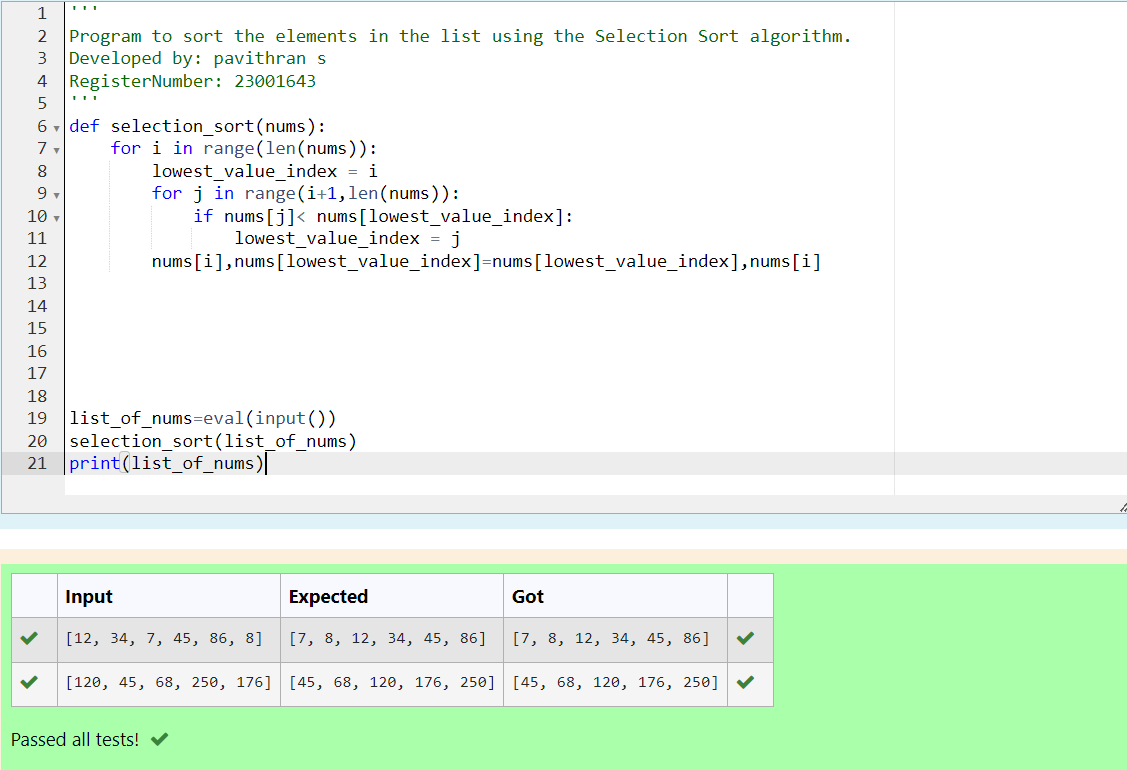 1 '''
2 Program to sort the elements in the list using the Selection Sort algorithm.
3 Developed by: pavithran s
4 RegisterNumber: 23001643
5 '''
6 def selection_sort(nums):
7     for i in range(len(nums)):
8         lowest_value_index = i
9         for j in range(i+1,len(nums)):
10             if nums[j]< nums[lowest_value_index]:
11                 lowest_value_index = j
12         nums[i],nums[lowest_value_index]=nums[lowest_value_index],nums[i]
13
14
15
16
17
18
19 list_of_nums=eval(input())
20 selection_sort(list_of_nums)
21 print(list_of_nums)
Input Expected Got
[12, 34, 7, 45, 86, 8] [7, 8, 12, 34, 45, 86] [7, 8, 12, 34, 45, 86]
[120, 45, 68, 250, 176] [45, 68, 120, 176, 250] [45, 68, 120, 176, 250]
Passed all tests!